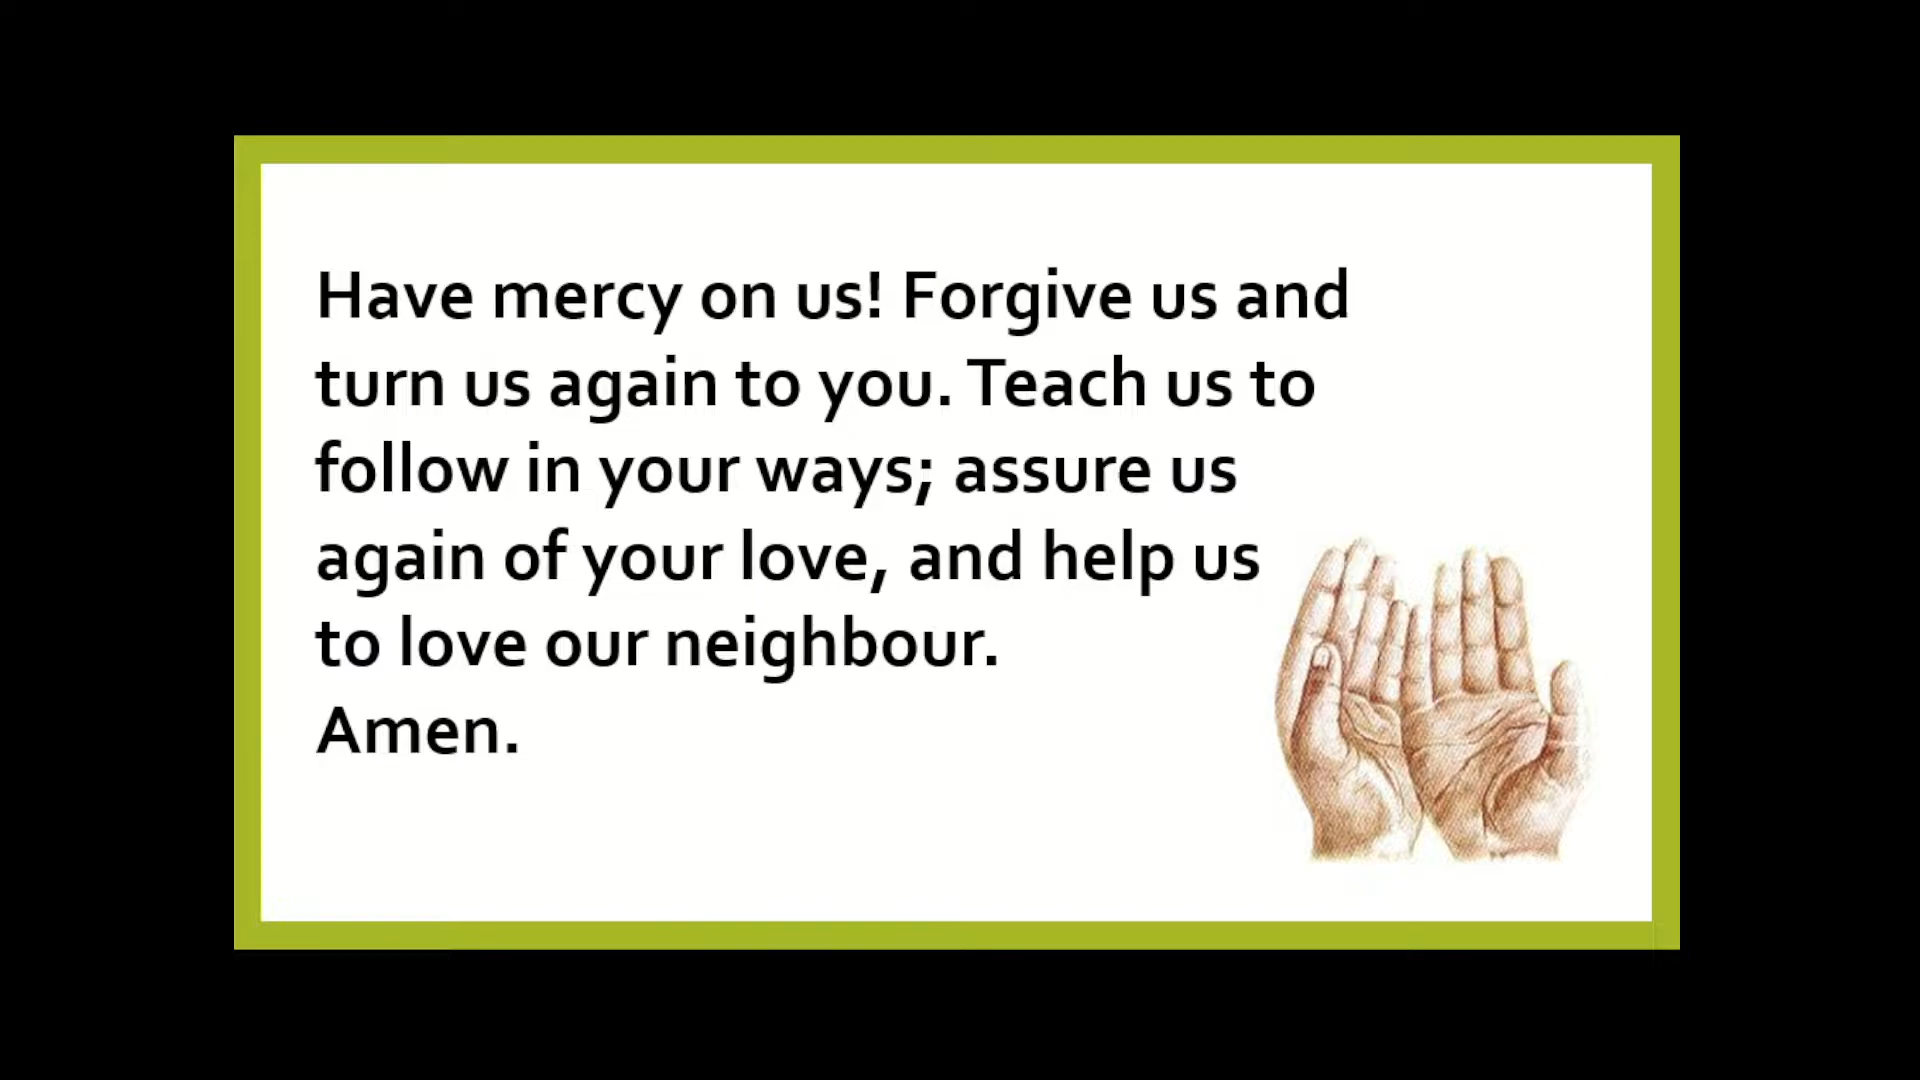 Have mercy on us! Forgive us and
turn us again to you. Teach us to
follow in your ways; assure us
again of your love, and help us
to love our neighbour.
Amen.